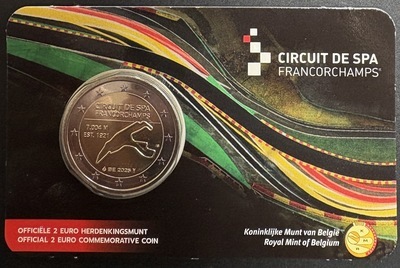 CIRCUIT DE SPA
FRANCORCHAMPS
CIRCUIT DE SPA
FRANCORCHAMPS
7.004 M
EST. 1921
BE 2025
OFFICIËLE 2 EURO HERDENKINGSMUNT
OFFICIAL 2 EURO COMMEMORATIVE COIN
Koninklijke Munt van België
Royal Mint of Belgium